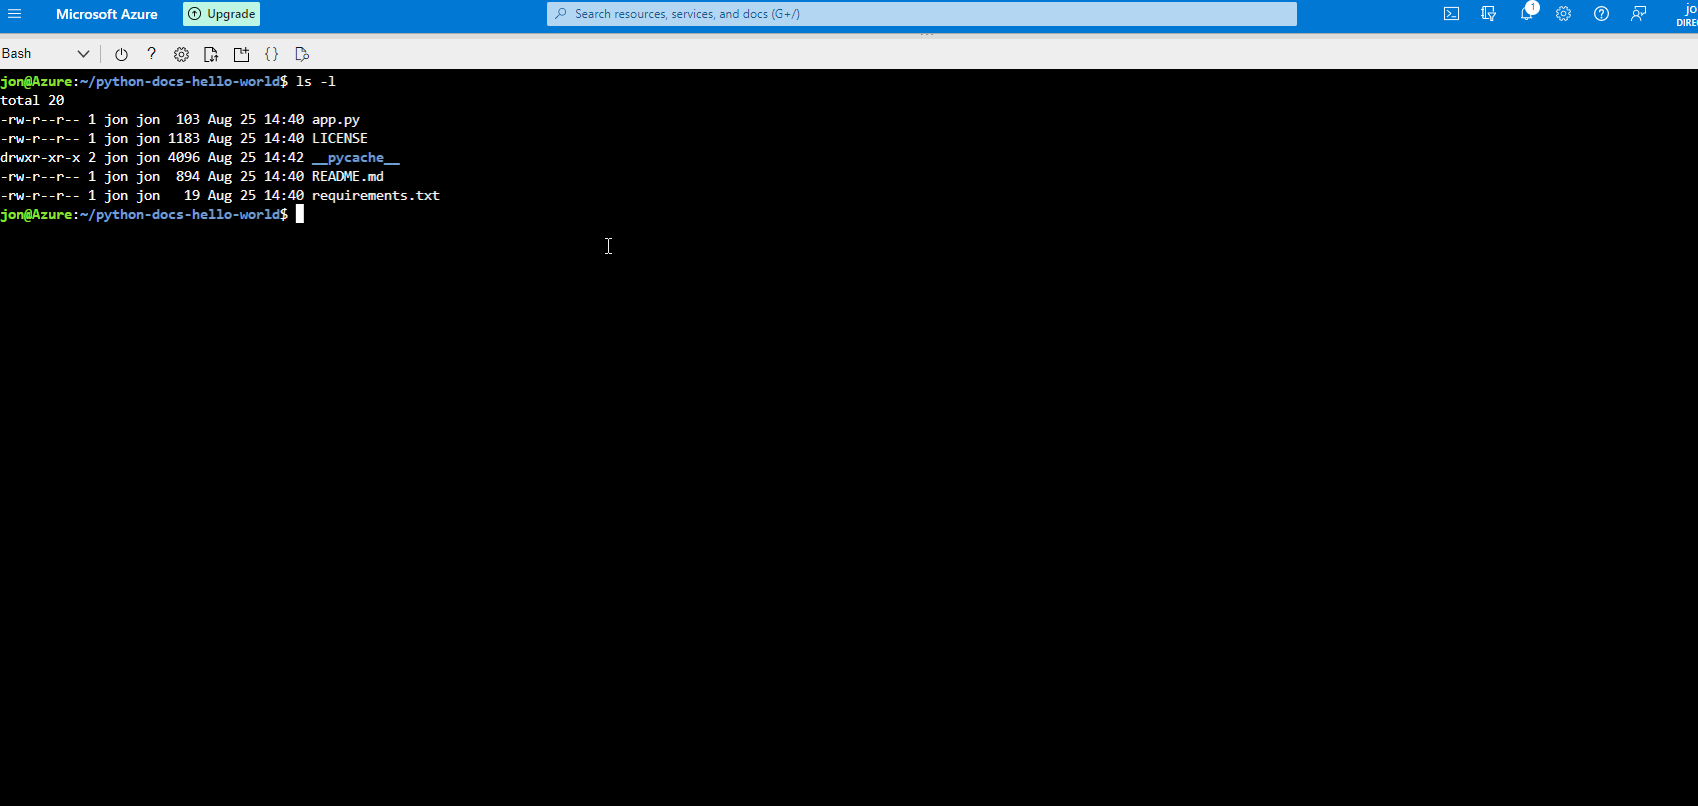 Microsoft Azure Upgrade Search resources, services, and docs (G+/) 1 jo
DIREC
Bash ? {}
jon@Azure:~/python-docs-hello-world$ ls -l
total 20
-rw-r--r-- 1 jon jon  103 Aug 25 14:40 app.py
-rw-r--r-- 1 jon jon 1183 Aug 25 14:40 LICENSE
drwxr-xr-x 2 jon jon 4096 Aug 25 14:42 __pycache__
-rw-r--r-- 1 jon jon  894 Aug 25 14:40 README.md
-rw-r--r-- 1 jon jon   19 Aug 25 14:40 requirements.txt
jon@Azure:~/python-docs-hello-world$